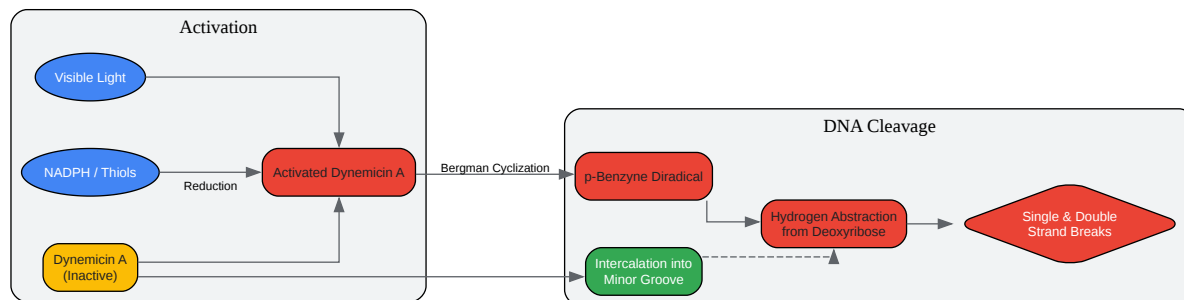 Activation
Visible Light
NADPH / Thiols
Reduction
Activated Dynemicin A
Dynemicin A
(Inactive)
Bergman Cyclization
DNA Cleavage
p-Benzyne Diradical
Hydrogen Abstraction
from Deoxyribose
Single & Double
Strand Breaks
Intercalation into
Minor Groove